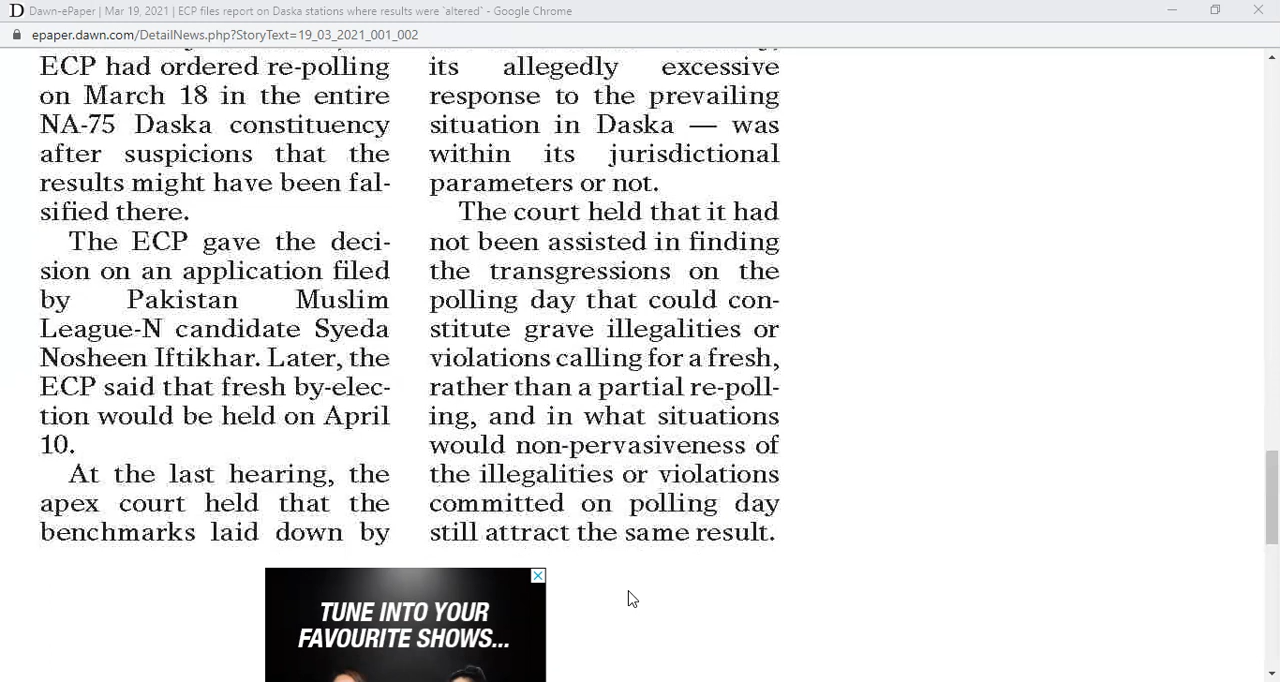 D Dawn-ePaper | Mar 19, 2021 | ECP files report on Daska stations where results were `altered` - Google Chrome
epaper.dawn.com/DetailNews.php?StoryText=19_03_2021_001_002
ECP had ordered re-polling
on March 18 in the entire
NA-75 Daska constituency
after suspicions that the
results might have been fal-
sified there.
The ECP gave the deci-
sion on an application filed
by Pakistan Muslim
League-N candidate Syeda
Nosheen Iftikhar. Later, the
ECP said that fresh by-elec-
tion would be held on April
10.
At the last hearing, the
apex court held that the
benchmarks laid down by
its allegedly excessive
response to the prevailing
situation in Daska — was
within its jurisdictional
parameters or not.
The court held that it had
not been assisted in finding
the transgressions on the
polling day that could con-
stitute grave illegalities or
violations calling for a fresh,
rather than a partial re-poll-
ing, and in what situations
would non-pervasiveness of
the illegalities or violations
committed on polling day
still attract the same result.
TUNE INTO YOUR
FAVOURITE SHOWS...